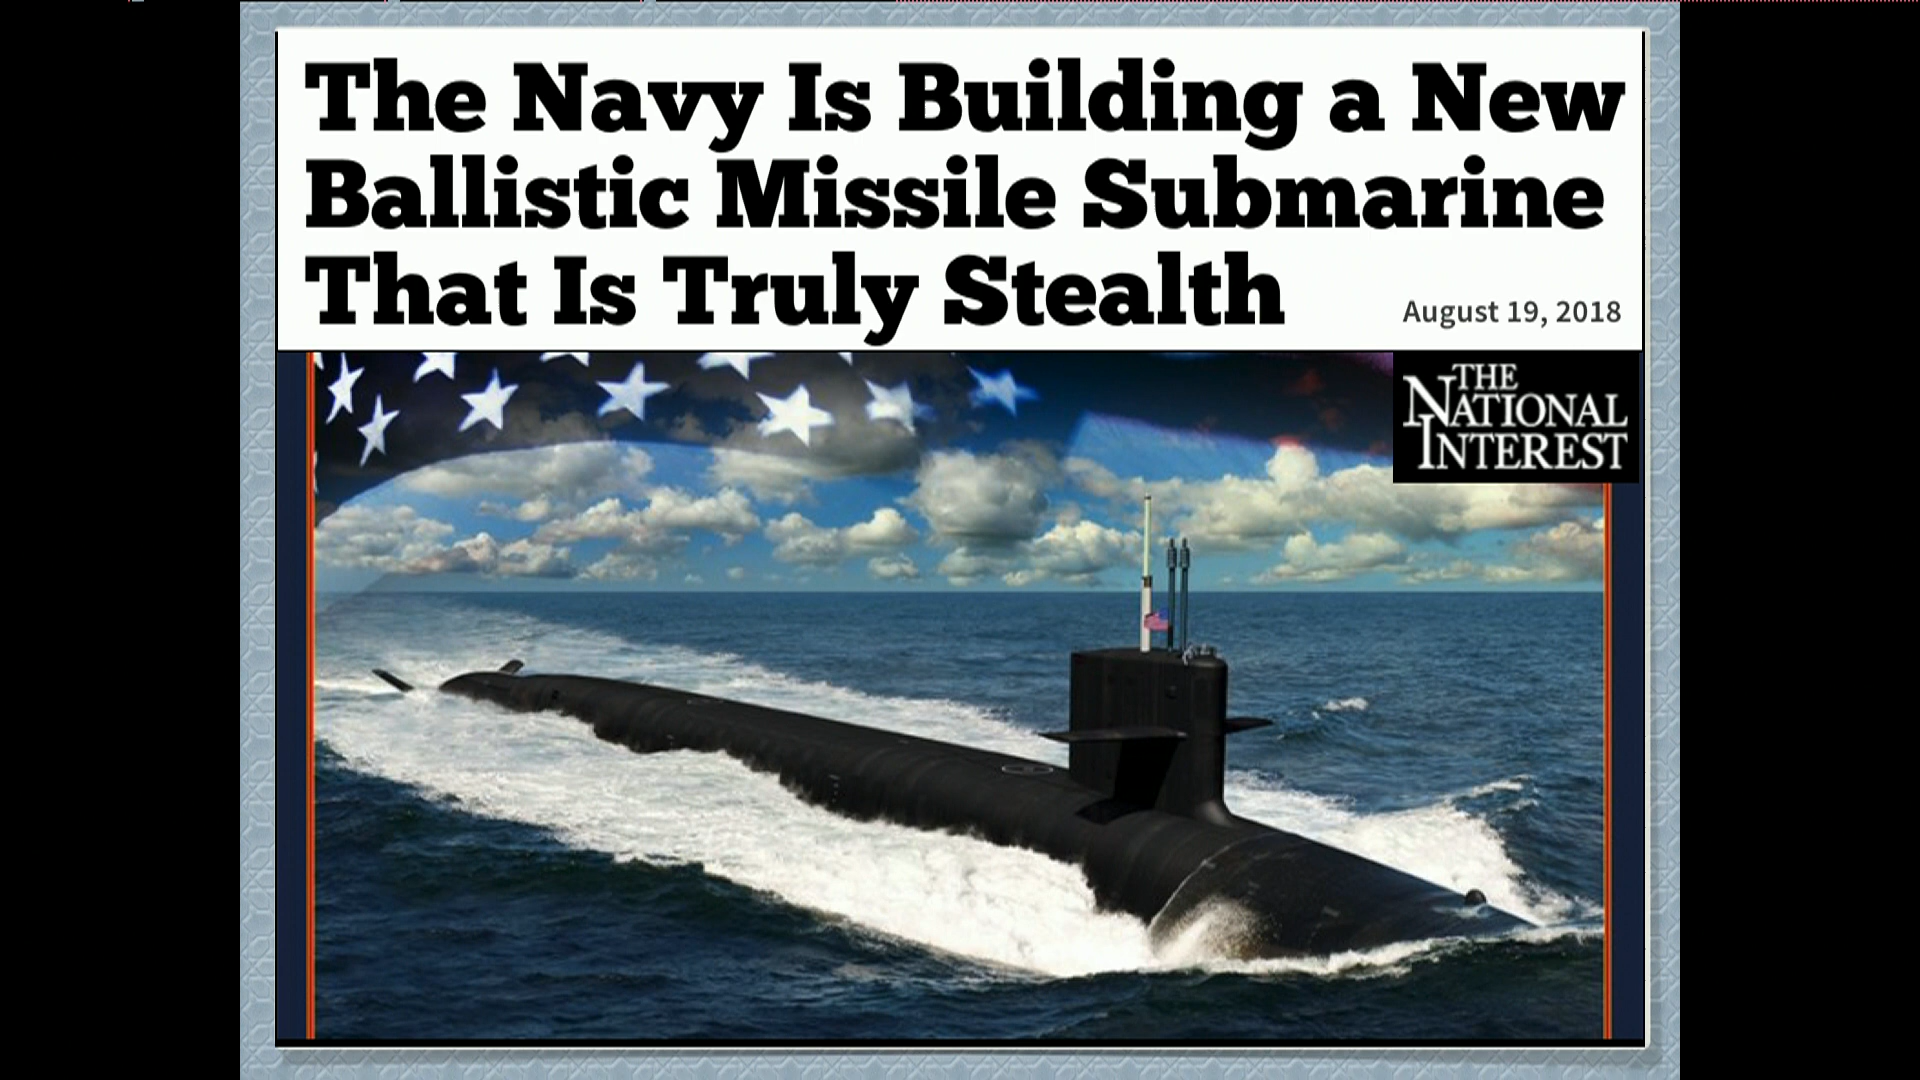 The Navy Is Building a New
Ballistic Missile Submarine
That Is Truly Stealth
August 19, 2018
THE
NATIONAL
INTEREST